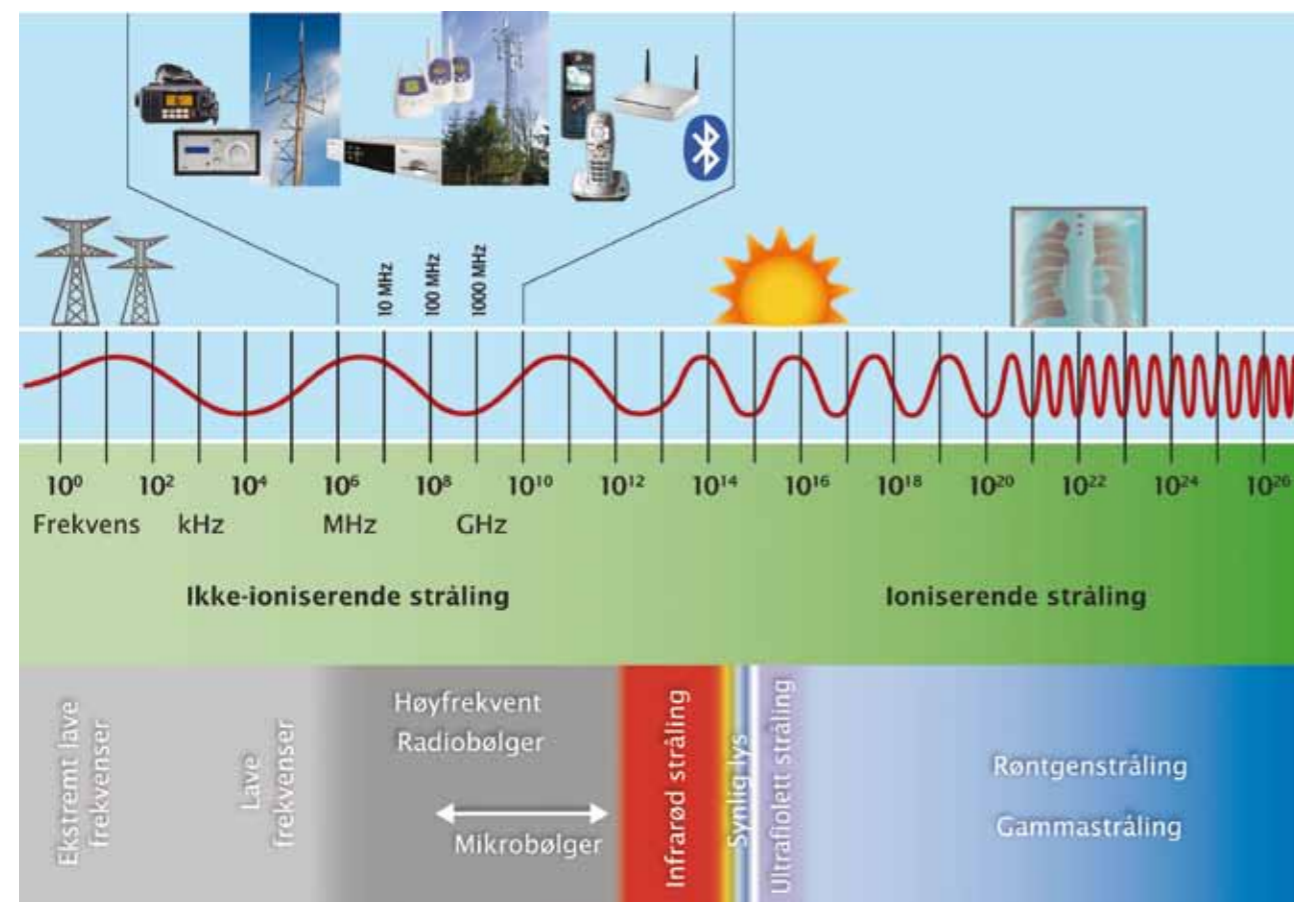 10 MHz
100 MHz
1000 MHz
10⁰ 10² 10⁴ 10⁶ 10⁸ 10¹⁰ 10¹² 10¹⁴ 10¹⁶ 10¹⁸ 10²⁰ 10²² 10²⁴ 10²⁶
Frekvens kHz MHz GHz
Ikke-ioniserende stråling Ioniserende stråling
Ekstremt lave
frekvenser
Lave
frekvenser
Høyfrekvent
Radiobølger
Mikrobølger
Infrarød stråling
Synlig lys
Ultrafiolett stråling
Røntgenstråling
Gammastråling